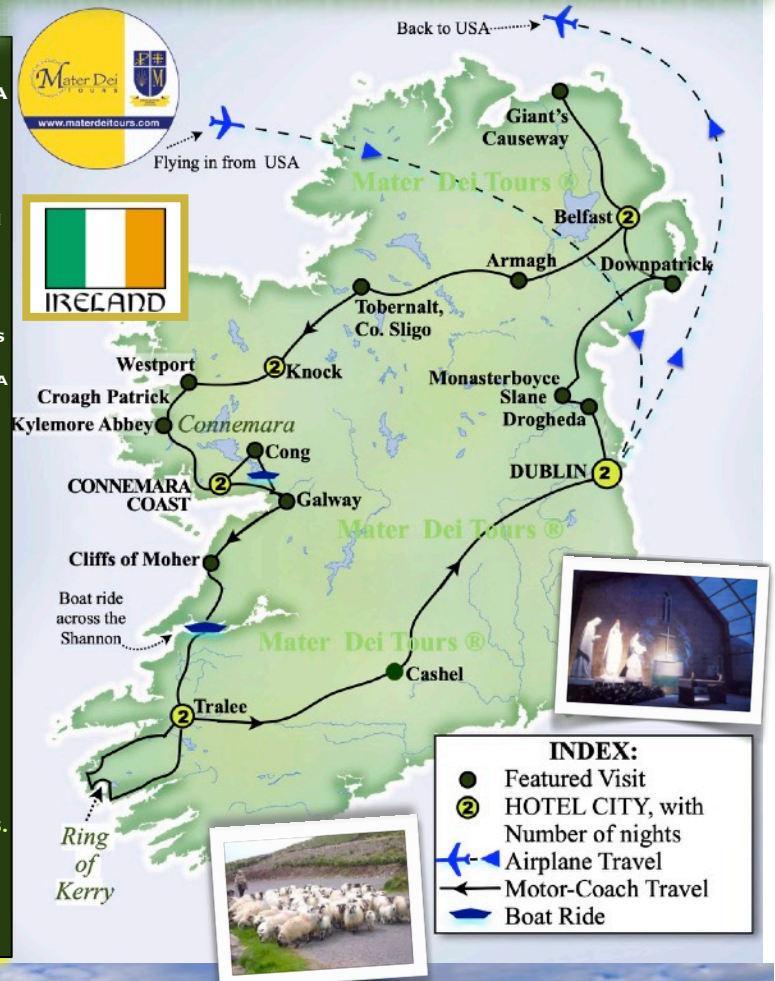 Mater Dei
TOURS
www.materdeitours.com
Back to USA
Flying in from USA
IRELAND
Mater Dei Tours ®
Giant's
Causeway
Belfast 2
Armagh
Downpatrick
Tobernalt,
Co. Sligo
2 Knock
Westport
Croagh Patrick
Kylemore Abbey
Connemara
Cong
CONNEMARA
COAST
2
Galway
Monasterboyce
Slane
Drogheda
DUBLIN 2
Mater Dei Tours ®
Cliffs of Moher
Boat ride
across the
Shannon
Mater Dei Tours ®
Cashel
2 Tralee
Ring
of
Kerry
INDEX:
Featured Visit
2 HOTEL CITY, with
Number of nights
Airplane Travel
Motor-Coach Travel
Boat Ride